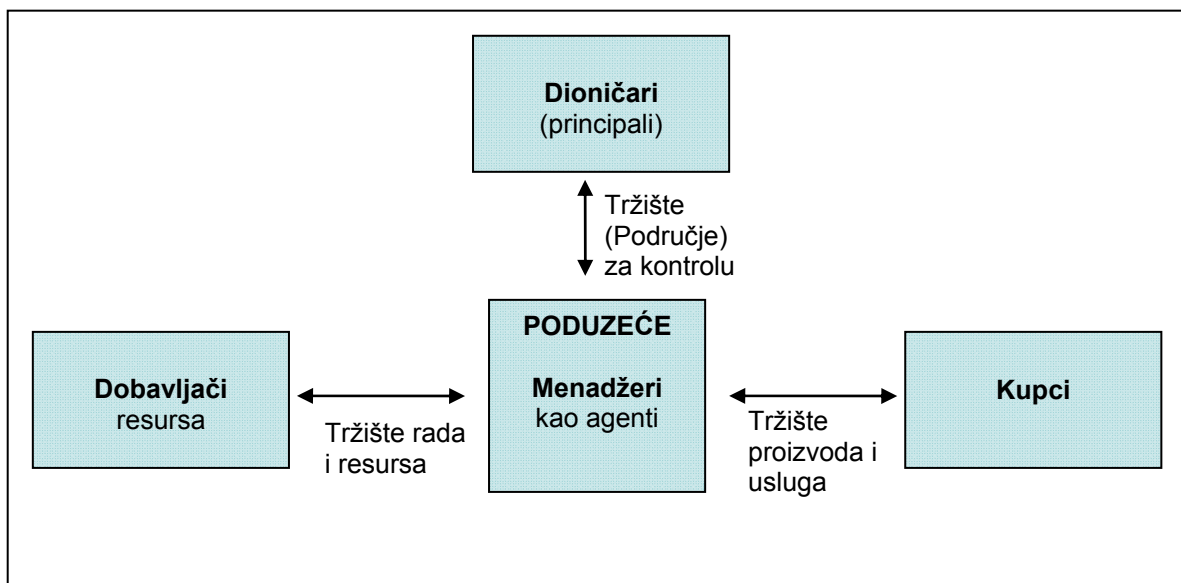 Dioničari
(principali)
Tržište
(Područje)
za kontrolu
PODUZEĆE
Menadžeri
kao agenti
Dobavljači
resursa
Tržište rada
i resursa
Kupci
Tržište
proizvoda i
usluga